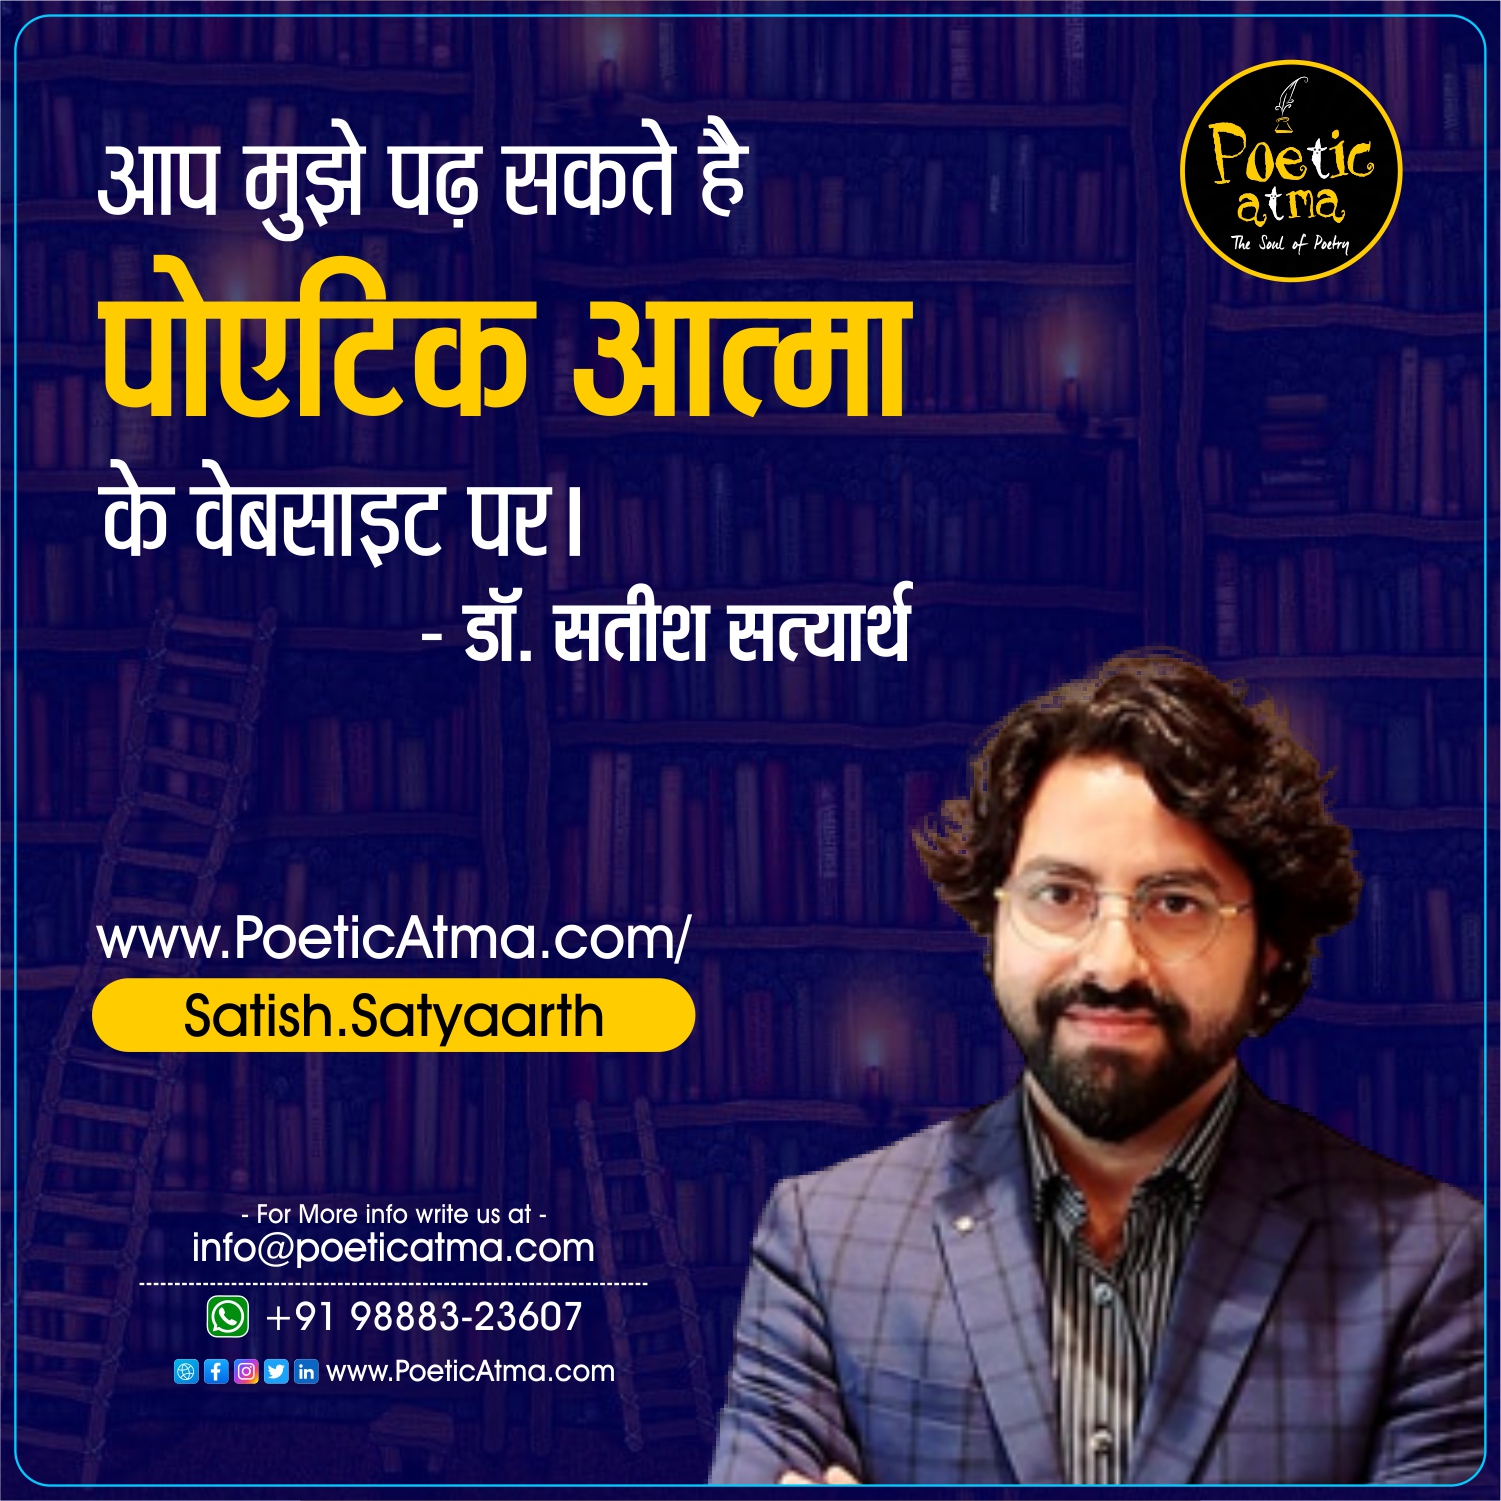 Poetic
atma
The Soul of Poetry
आप मुझे पढ़ सकते है
पोएटिक आत्मा
के वेबसाइट पर।
- डॉ. सतीश सत्यार्थ
www.PoeticAtma.com/
Satish.Satyaarth
- For More info write us at -
info@poeticatma.com
+91 98883-23607
www.PoeticAtma.com